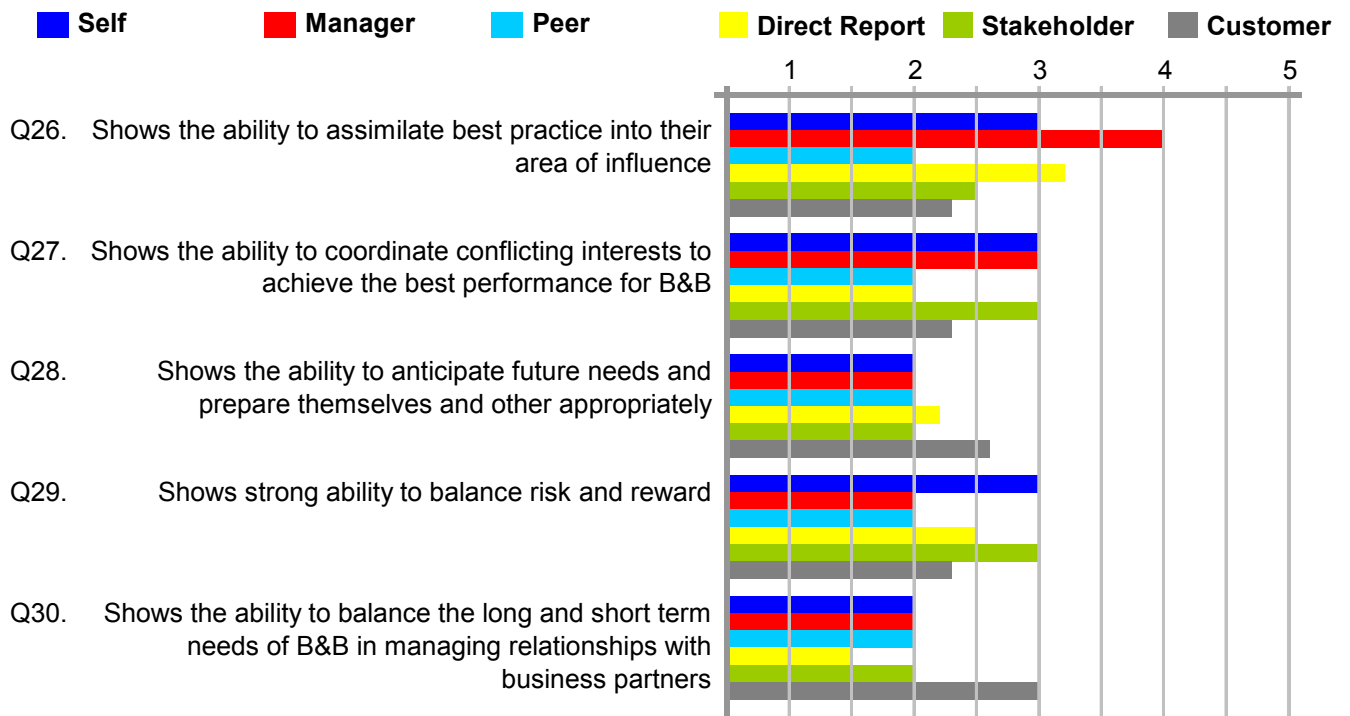 Self Manager Peer Direct Report Stakeholder Customer
1 2 3 4 5
Q26. Shows the ability to assimilate best practice into their
area of influence
Q27. Shows the ability to coordinate conflicting interests to
achieve the best performance for B&B
Q28. Shows the ability to anticipate future needs and
prepare themselves and other appropriately
Q29. Shows strong ability to balance risk and reward
Q30. Shows the ability to balance the long and short term
needs of B&B in managing relationships with
business partners